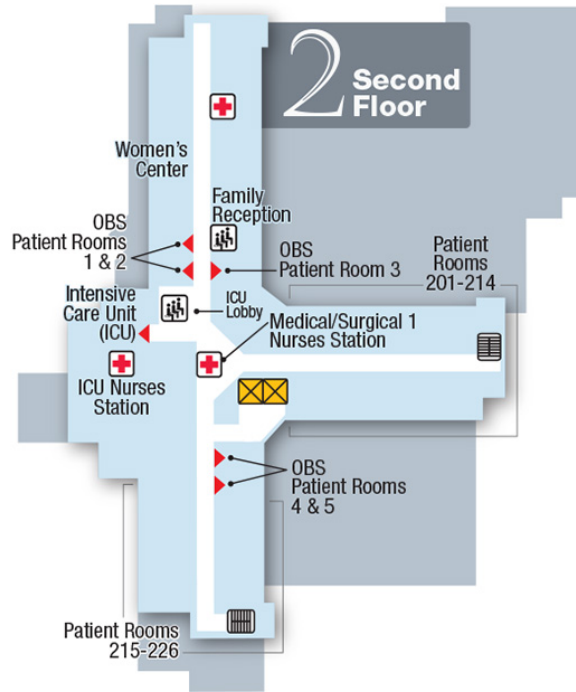 2 Second
Floor
Women's
Center
Family
Reception
OBS
Patient Rooms
1 & 2
OBS
Patient Room 3
Patient
Rooms
201-214
Intensive
Care Unit
(ICU)
ICU
Lobby
Medical/Surgical 1
Nurses Station
ICU Nurses
Station
OBS
Patient Rooms
4 & 5
Patient Rooms
215-226